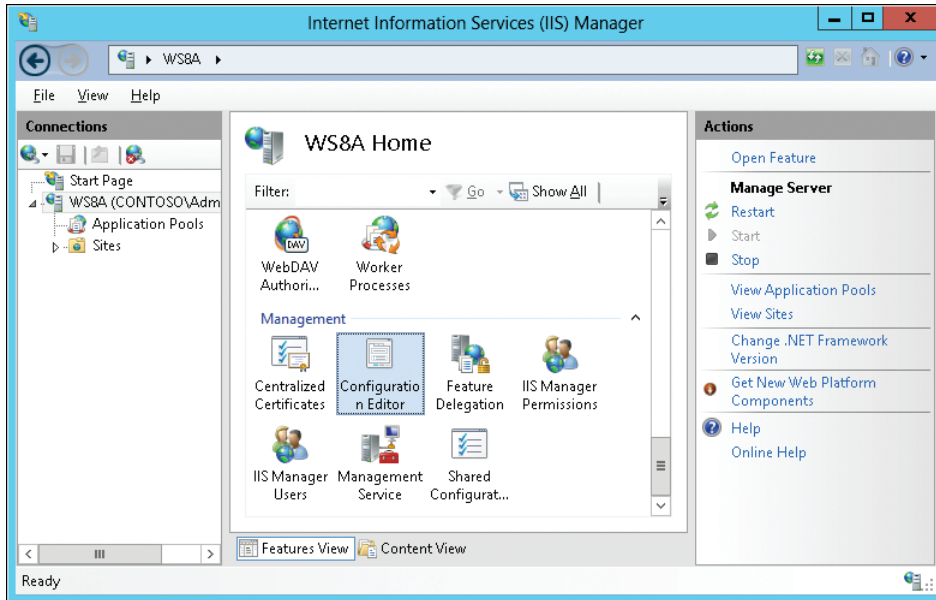 Internet Information Services (IIS) Manager
WS8A
File View Help
Connections
Start Page
WS8A (CONTOSO\Adm
Application Pools
Sites
WS8A Home
Filter:
Go
Show All
DAV
WebDAV
Authori...
Worker
Processes
Management
Centralized
Certificates
Configuratio
n Editor
Feature
Delegation
IIS Manager
Permissions
IIS Manager
Users
Management
Service
Shared
Configurat...
Features View
Content View
Actions
Open Feature
Manage Server
Restart
Start
Stop
View Application Pools
View Sites
Change .NET Framework
Version
Get New Web Platform
Components
Help
Online Help
Ready